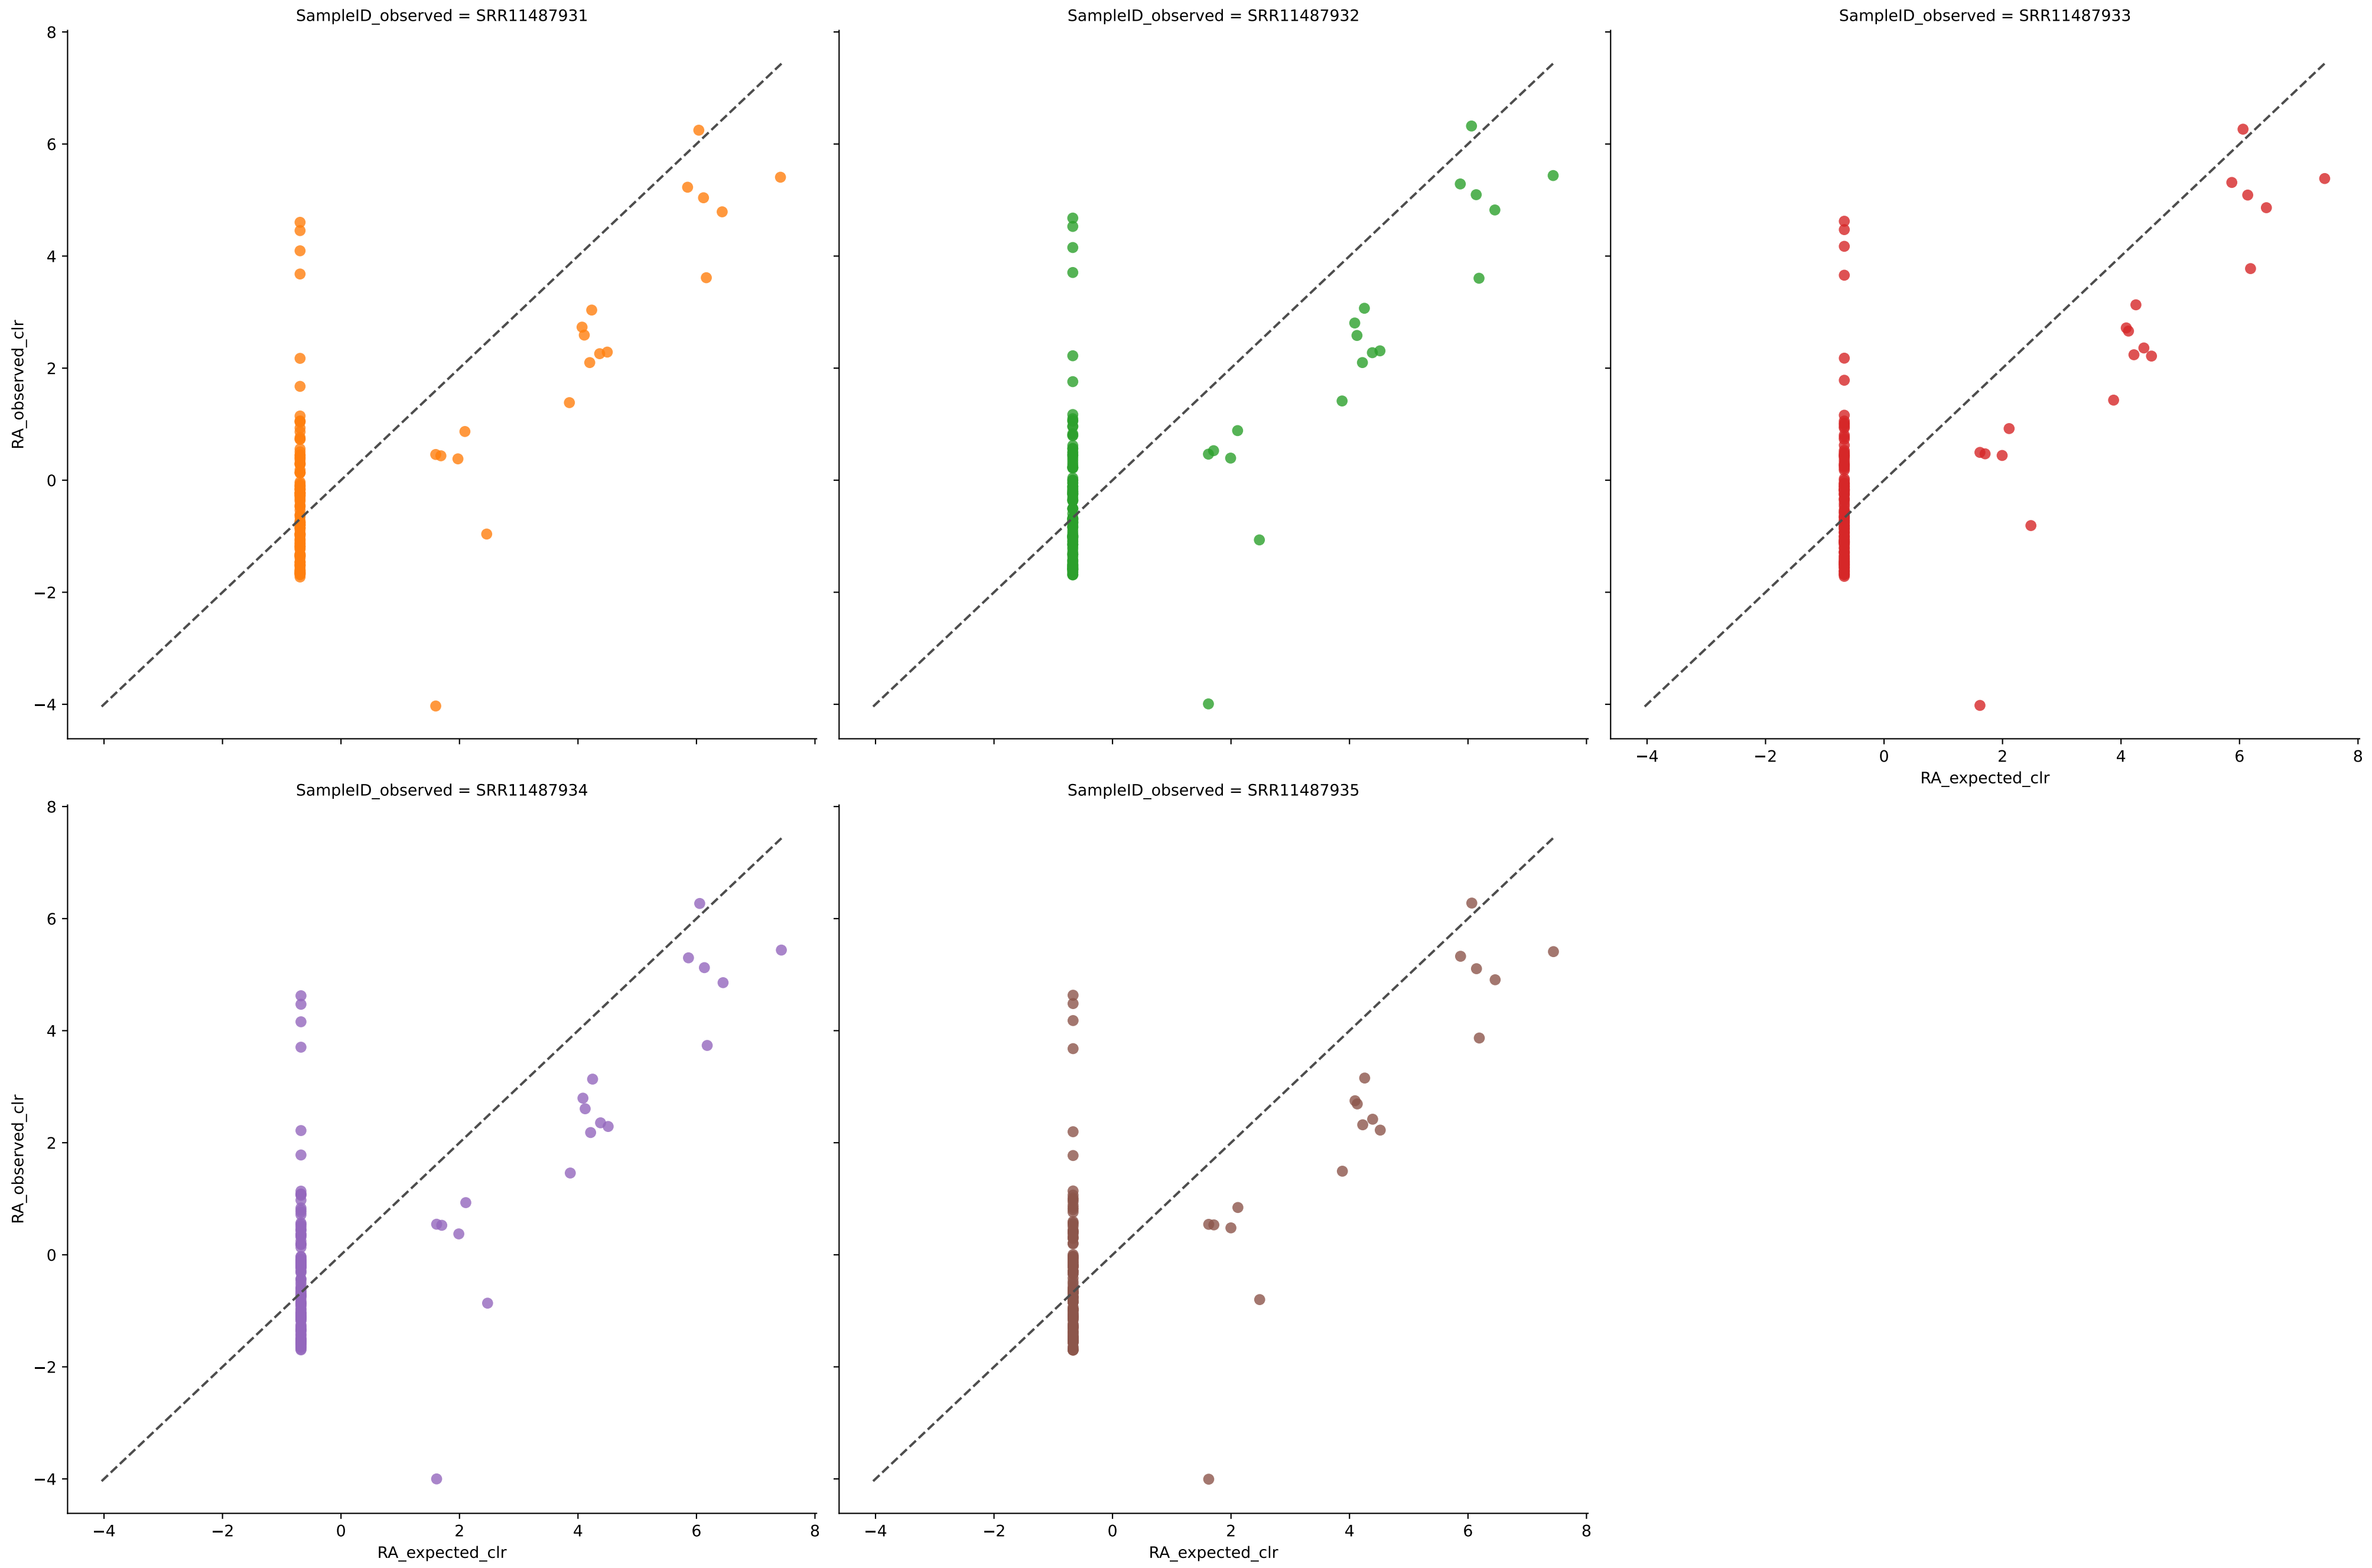 SampleID_observed = SRR11487931
SampleID_observed = SRR11487932
SampleID_observed = SRR11487933
8
6
4
2
0
−2
−4
RA_observed_clr
−4 −2 0 2 4 6 8
RA_expected_clr
SampleID_observed = SRR11487934
SampleID_observed = SRR11487935
8
6
4
2
0
−2
−4
RA_observed_clr
−4 −2 0 2 4 6 8
−4 −2 0 2 4 6 8
RA_expected_clr
RA_expected_clr